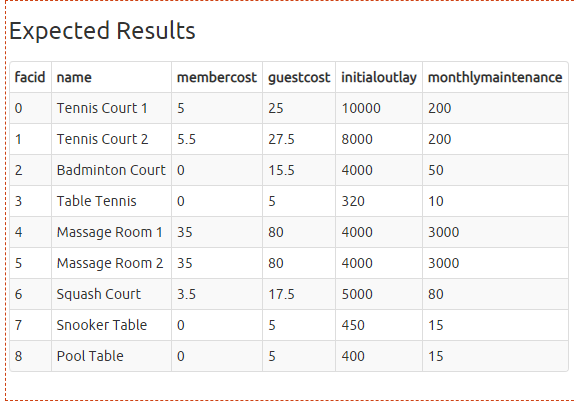 Expected Results
facid name membercost guestcost initialoutlay monthlymaintenance
0 Tennis Court 1 5 25 10000 200
1 Tennis Court 2 5.5 27.5 8000 200
2 Badminton Court 0 15.5 4000 50
3 Table Tennis 0 5 320 10
4 Massage Room 1 35 80 4000 3000
5 Massage Room 2 35 80 4000 3000
6 Squash Court 3.5 17.5 5000 80
7 Snooker Table 0 5 450 15
8 Pool Table 0 5 400 15